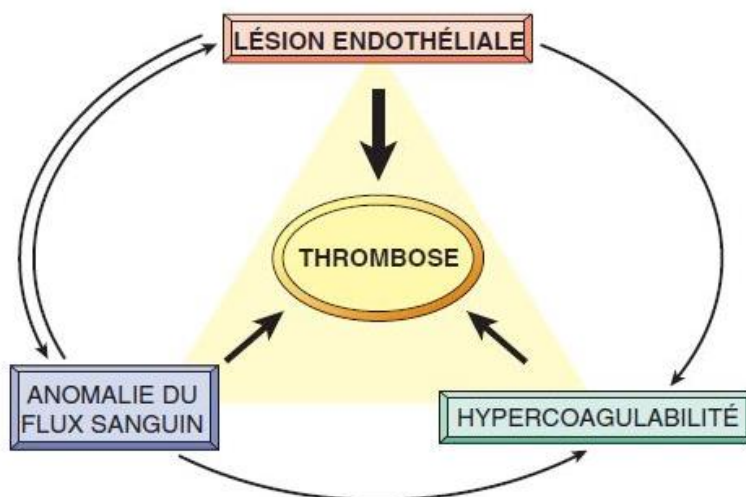 LÉSION ENDOTHÉLIALE
THROMBOSE
ANOMALIE DU
FLUX SANGUIN
HYPERCOAGULABILITÉ